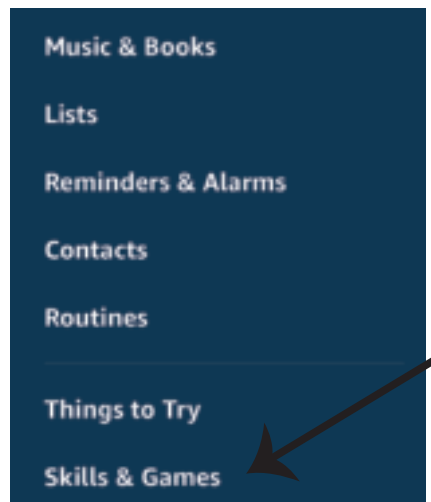 Music & Books
Lists
Reminders & Alarms
Contacts
Routines
Things to Try
Skills & Games